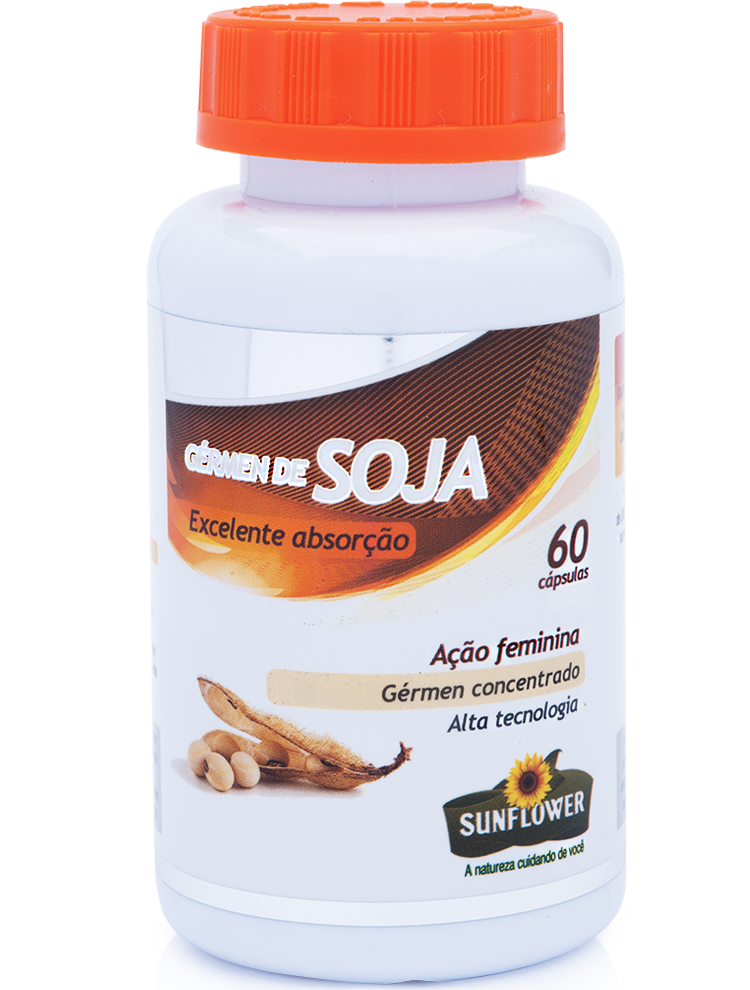 GÉRMEN DE SOJA
Excelente absorção
60
cápsulas
Ação feminina
Gérmen concentrado
Alta tecnologia
SUNFLOWER
A natureza cuidando de você